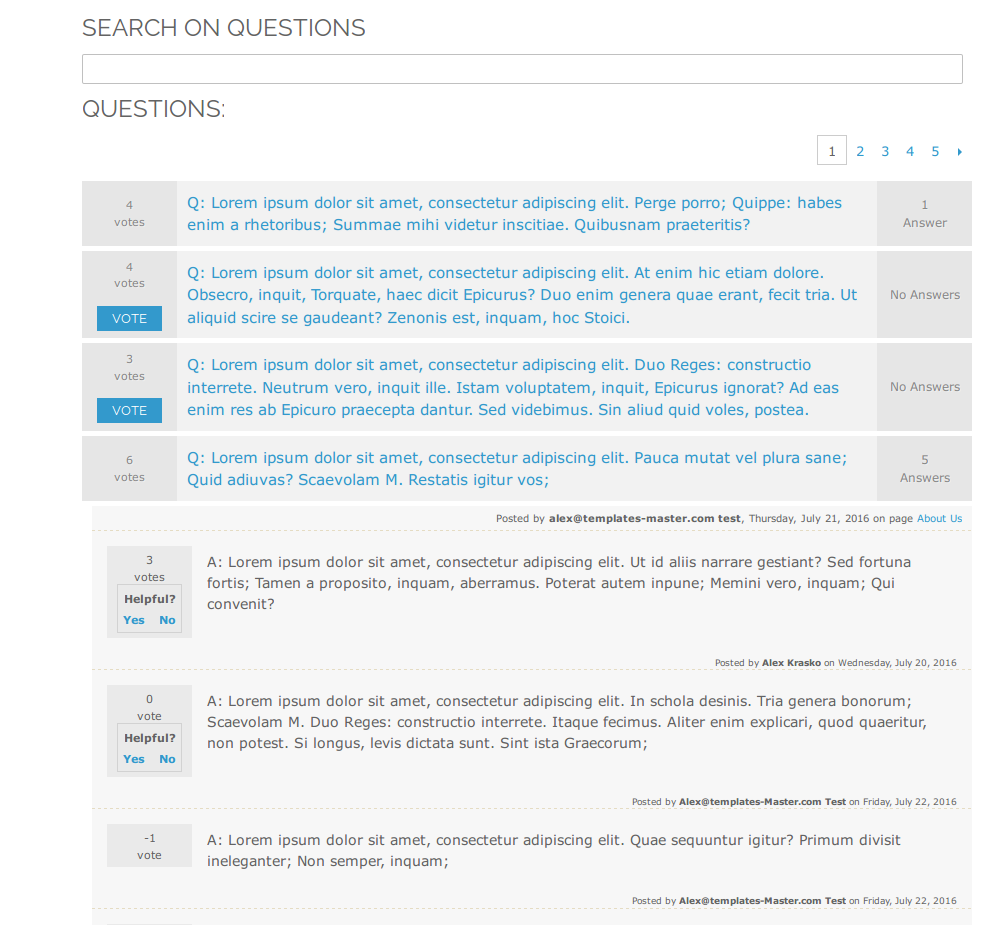 SEARCH ON QUESTIONS
QUESTIONS:
1 2 3 4 5
4
votes
Q: Lorem ipsum dolor sit amet, consectetur adipiscing elit. Perge porro; Quippe: habes
enim a rhetoribus; Summae mihi videtur inscitiae. Quibusnam praeteritis?
1
Answer
4
votes
VOTE
Q: Lorem ipsum dolor sit amet, consectetur adipiscing elit. At enim hic etiam dolore.
Obsecro, inquit, Torquate, haec dicit Epicurus? Duo enim genera quae erant, fecit tria. Ut
aliquid scire se gaudeant? Zenonis est, inquam, hoc Stoici.
No Answers
3
votes
VOTE
Q: Lorem ipsum dolor sit amet, consectetur adipiscing elit. Duo Reges: constructio
interrete. Neutrum vero, inquit ille. Istam voluptatem, inquit, Epicurus ignorat? Ad eas
enim res ab Epicuro praecepta dantur. Sed videbimus. Sin aliud quid voles, postea.
No Answers
6
votes
Q: Lorem ipsum dolor sit amet, consectetur adipiscing elit. Pauca mutat vel plura sane;
Quid adiuvas? Scaevolam M. Restatis igitur vos;
5
Answers
Posted by alex@templates-master.com test, Thursday, July 21, 2016 on page About Us
3
votes
Helpful?
Yes No
A: Lorem ipsum dolor sit amet, consectetur adipiscing elit. Ut id aliis narrare gestiant? Sed fortuna
fortis; Tamen a proposito, inquam, aberramus. Poterat autem inpune; Memini vero, inquam; Qui
convenit?
Posted by Alex Krasko on Wednesday, July 20, 2016
0
vote
Helpful?
Yes No
A: Lorem ipsum dolor sit amet, consectetur adipiscing elit. In schola desinis. Tria genera bonorum;
Scaevolam M. Duo Reges: constructio interrete. Itaque fecimus. Aliter enim explicari, quod quaeritur,
non potest. Si longus, levis dictata sunt. Sint ista Graecorum;
Posted by Alex@templates-Master.com Test on Friday, July 22, 2016
-1
vote
A: Lorem ipsum dolor sit amet, consectetur adipiscing elit. Quae sequuntur igitur? Primum divisit
ineleganter; Non semper, inquam;
Posted by Alex@templates-Master.com Test on Friday, July 22, 2016